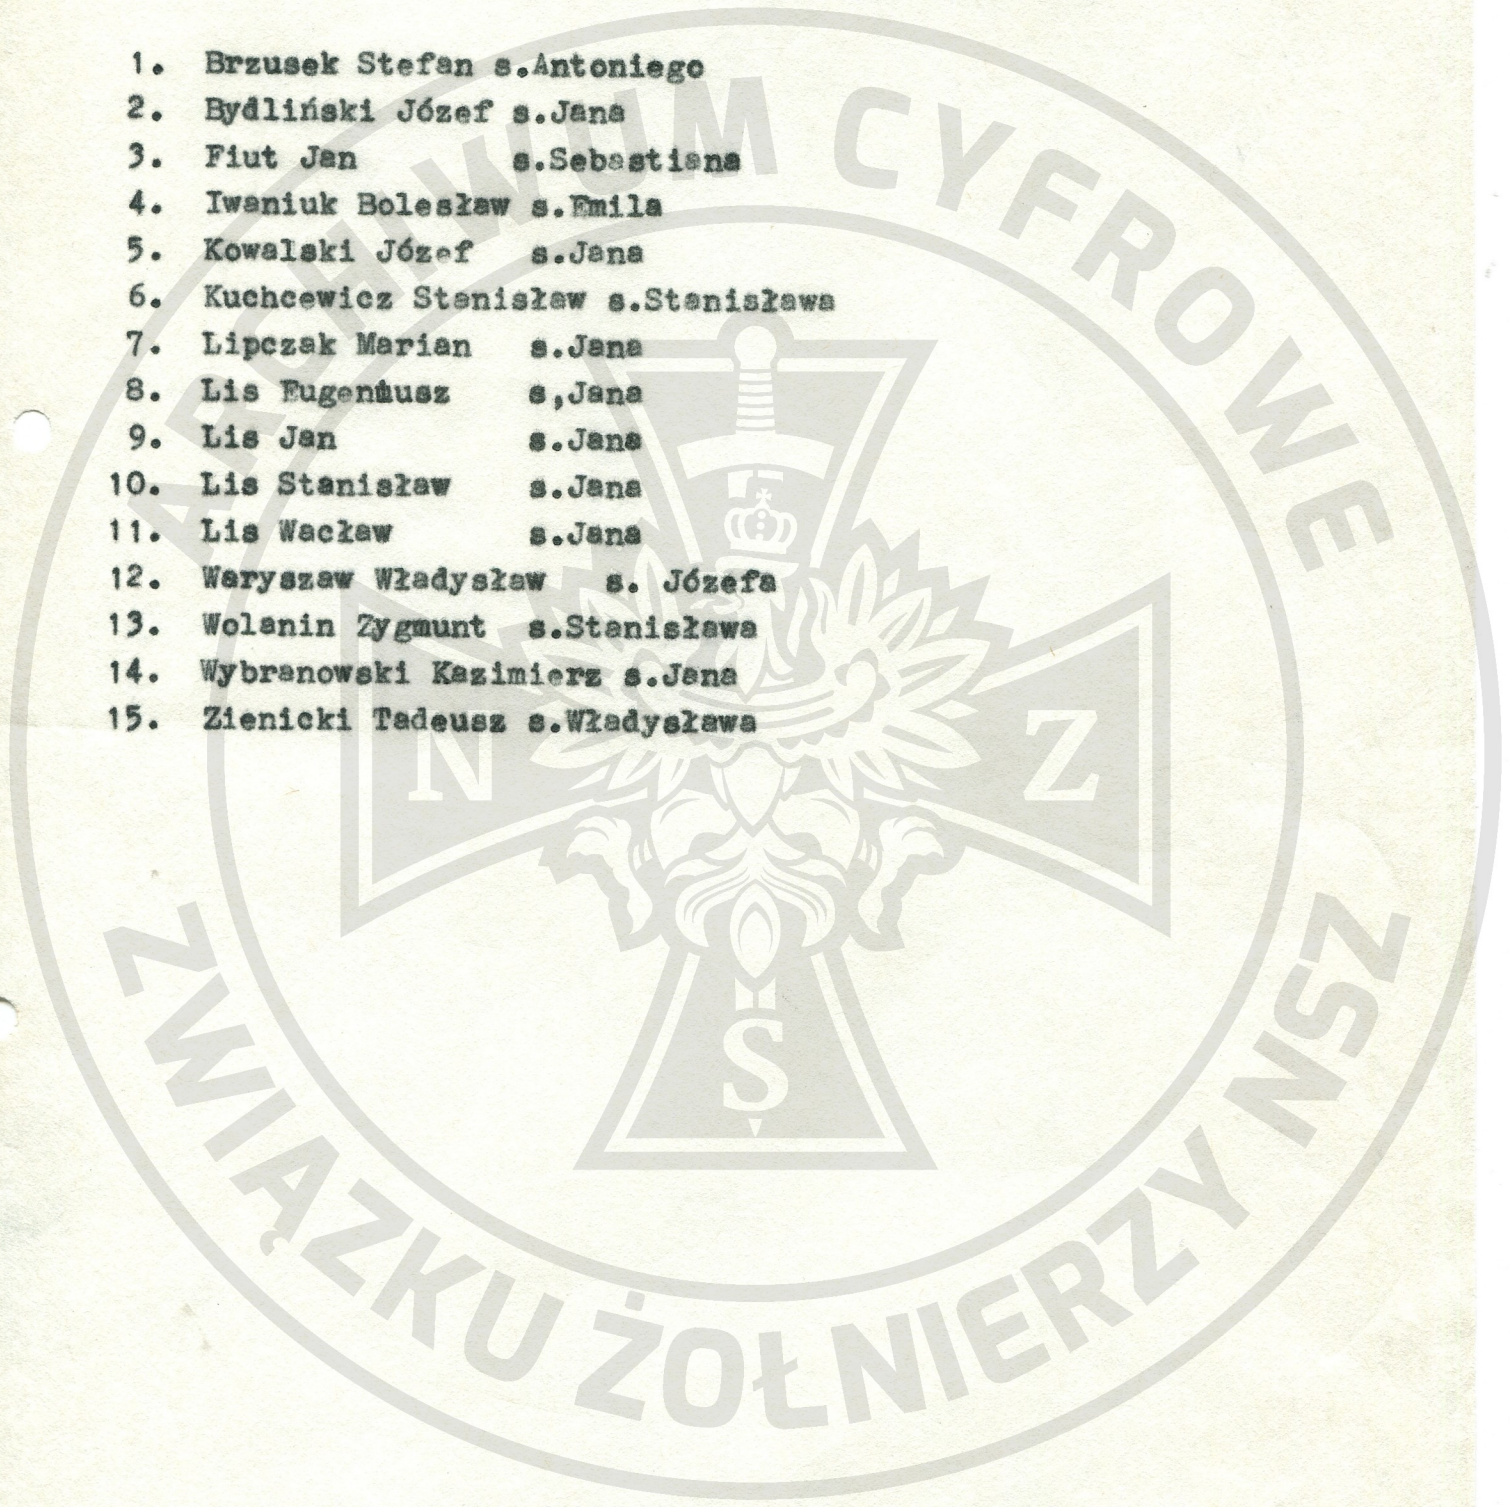 1. Brzusek Stefan s.Antoniego
2. Bydliński Józef s.Jana
3. Fiut Jan s.Sebastiana
4. Iwaniuk Bolesław s.Emila
5. Kowalski Józef s.Jana
6. Kuchcewicz Stanisław s.Stanisława
7. Lipczak Marian s.Jana
8. Lis Eugeniusz s,Jana
9. Lis Jan s.Jana
10. Lis Stanisław s.Jana
11. Lis Wacław s.Jana
12. Waryszaw Władysław s. Józefa
13. Wolanin Zygmunt s.Stanisława
14. Wybranowski Kazimierz s.Jana
15. Zienicki Tadeusz s.Władysława
ARCHIWUM CYFROWE
N Z
S
ZWIĄZKU ŻOŁNIERZY NSZ